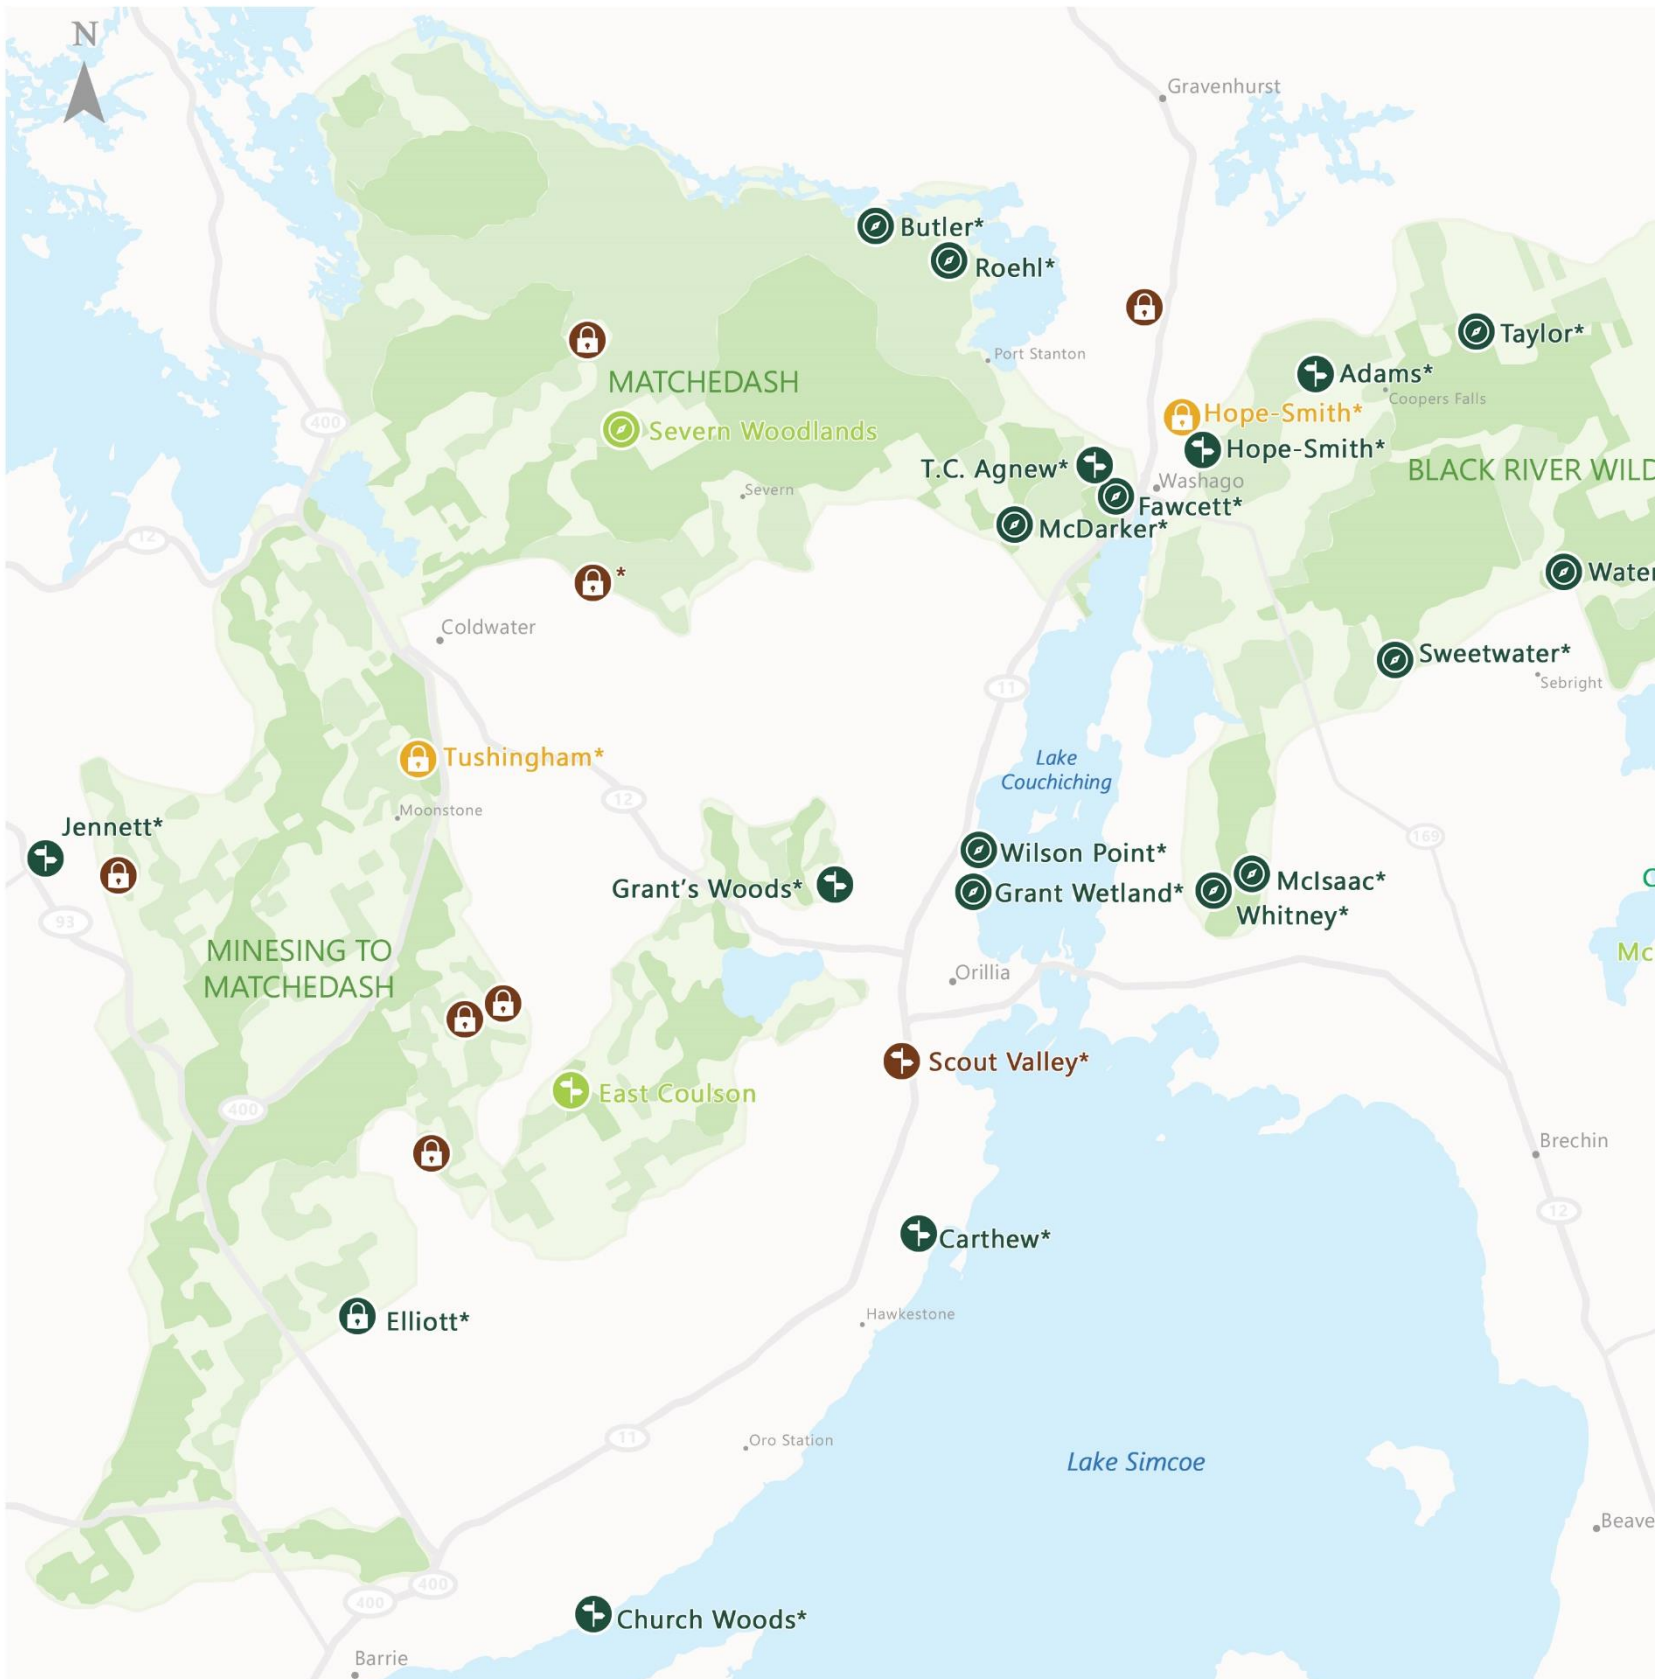 N
Gravenhurst
Butler*
Roehl*
Taylor*
Port Stanton
MATCHEDASH
Adams*
Coopers Falls
400
Hope-Smith*
Severn Woodlands
Hope-Smith*
T.C. Agnew*
BLACK RIVER WILD
Severn
Washago
Fawcett*
McDarker*
12
*
Water
Coldwater
Sweetwater*
Sebright
11
Tushingham*
Lake
Couchiching
12
Moonstone
Jennett*
169
Wilson Point*
Grant's Woods*
McIsaac*
Grant Wetland*
C
Whitney*
93
MINESING TO
MATCHEDASH
Mc
Orillia
Scout Valley*
East Coulson
400
Brechin
12
Carthew*
Hawkestone
Elliott*
11
Oro Station
Lake Simcoe
Beave
400
400
Church Woods*
Barrie